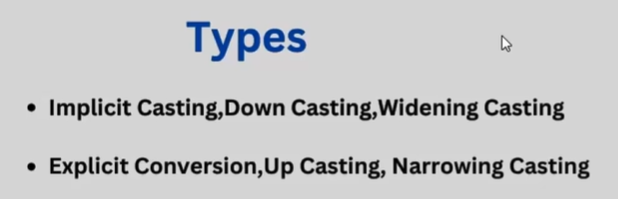 Types
• Implicit Casting,Down Casting,Widening Casting
• Explicit Conversion,Up Casting, Narrowing Casting